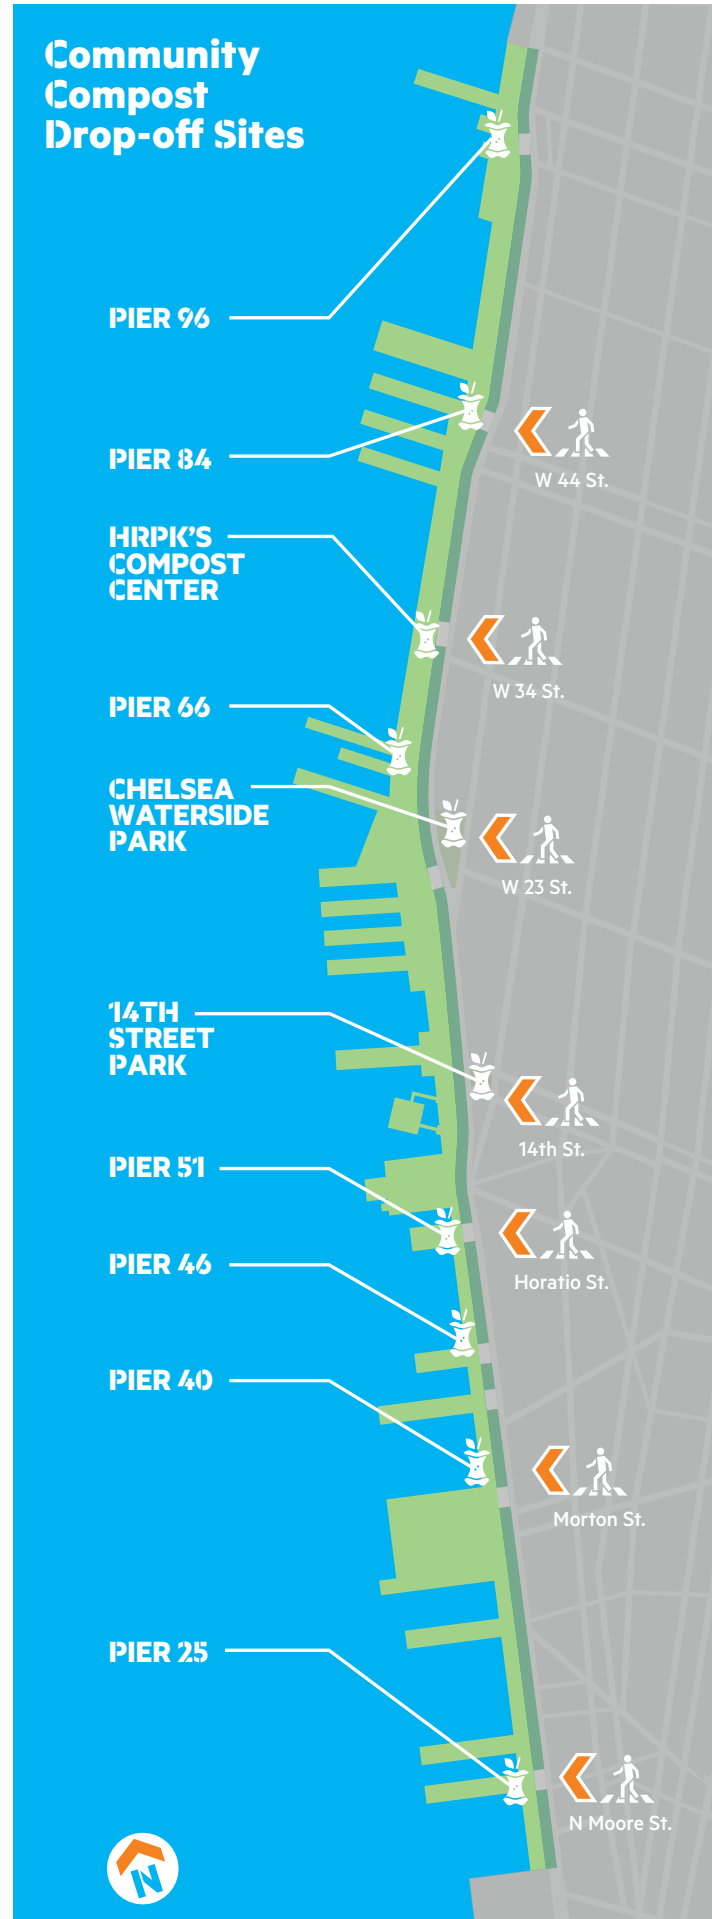 Community
Compost
Drop-off Sites
PIER 96
PIER 84
W 44 St.
HRPK'S
COMPOST
CENTER
W 34 St.
PIER 66
CHELSEA
WATERSIDE
PARK
W 23 St.
14TH
STREET
PARK
14th St.
PIER 51
PIER 46
Horatio St.
PIER 40
Morton St.
PIER 25
N Moore St.
N